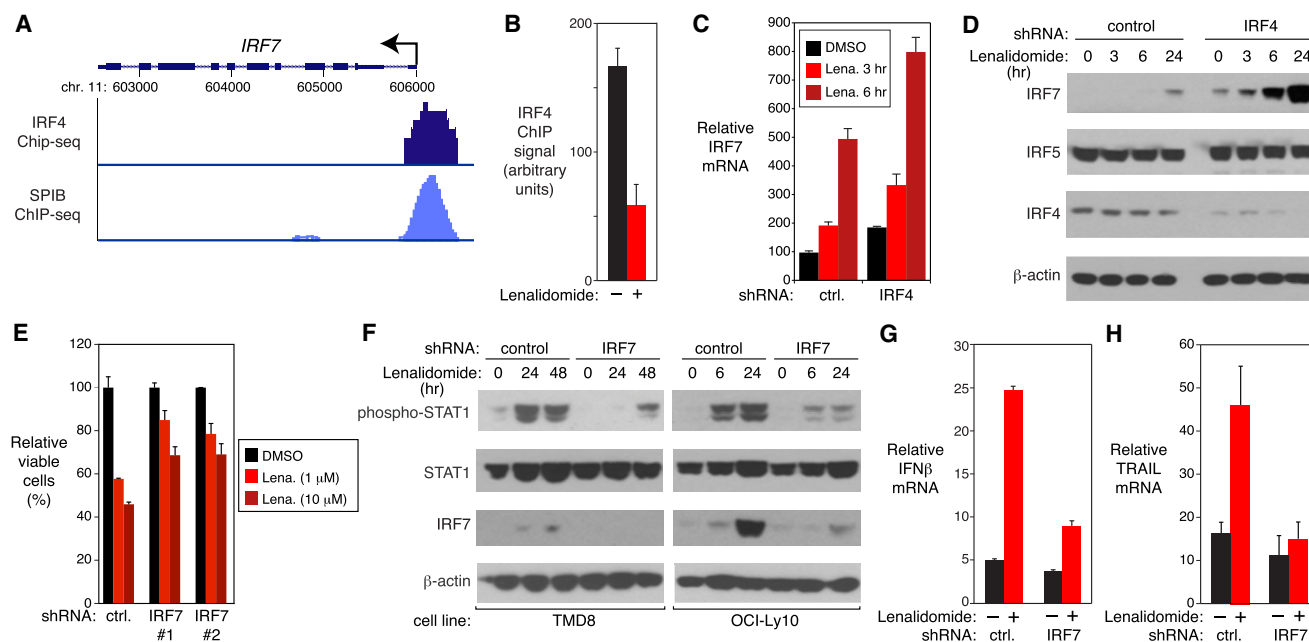 A
IRF7
chr. 11: 603000 604000 605000 606000
IRF4
Chip-seq
SPIB
ChIP-seq
B
200
100
0
IRF4
ChIP
signal
(arbitrary
units)
Lenalidomide: – +
C
900
800
700
600
500
400
300
200
100
0
Relative
IRF7
mRNA
DMSO
Lena. 3 hr
Lena. 6 hr
shRNA: ctrl. IRF4
D
shRNA: control IRF4
Lenalidomide: 0 3 6 24 0 3 6 24
(hr)
IRF7
IRF5
IRF4
β-actin
E
120
100
80
60
40
20
0
Relative
viable
cells
(%)
DMSO
Lena. (1 μM)
Lena. (10 μM)
shRNA: ctrl. IRF7 IRF7
#1 #2
F
shRNA: control IRF7 control IRF7
Lenalidomide: 0 24 48 0 24 48 0 6 24 0 6 24
(hr)
phospho-STAT1
STAT1
IRF7
β-actin
cell line: TMD8 OCI-Ly10
G
30
25
20
15
10
5
0
Relative
IFNβ
mRNA
Lenalidomide: – + – +
shRNA: ctrl. IRF7
H
60
50
40
30
20
10
0
Relative
TRAIL
mRNA
Lenalidomide: – + – +
shRNA: ctrl. IRF7